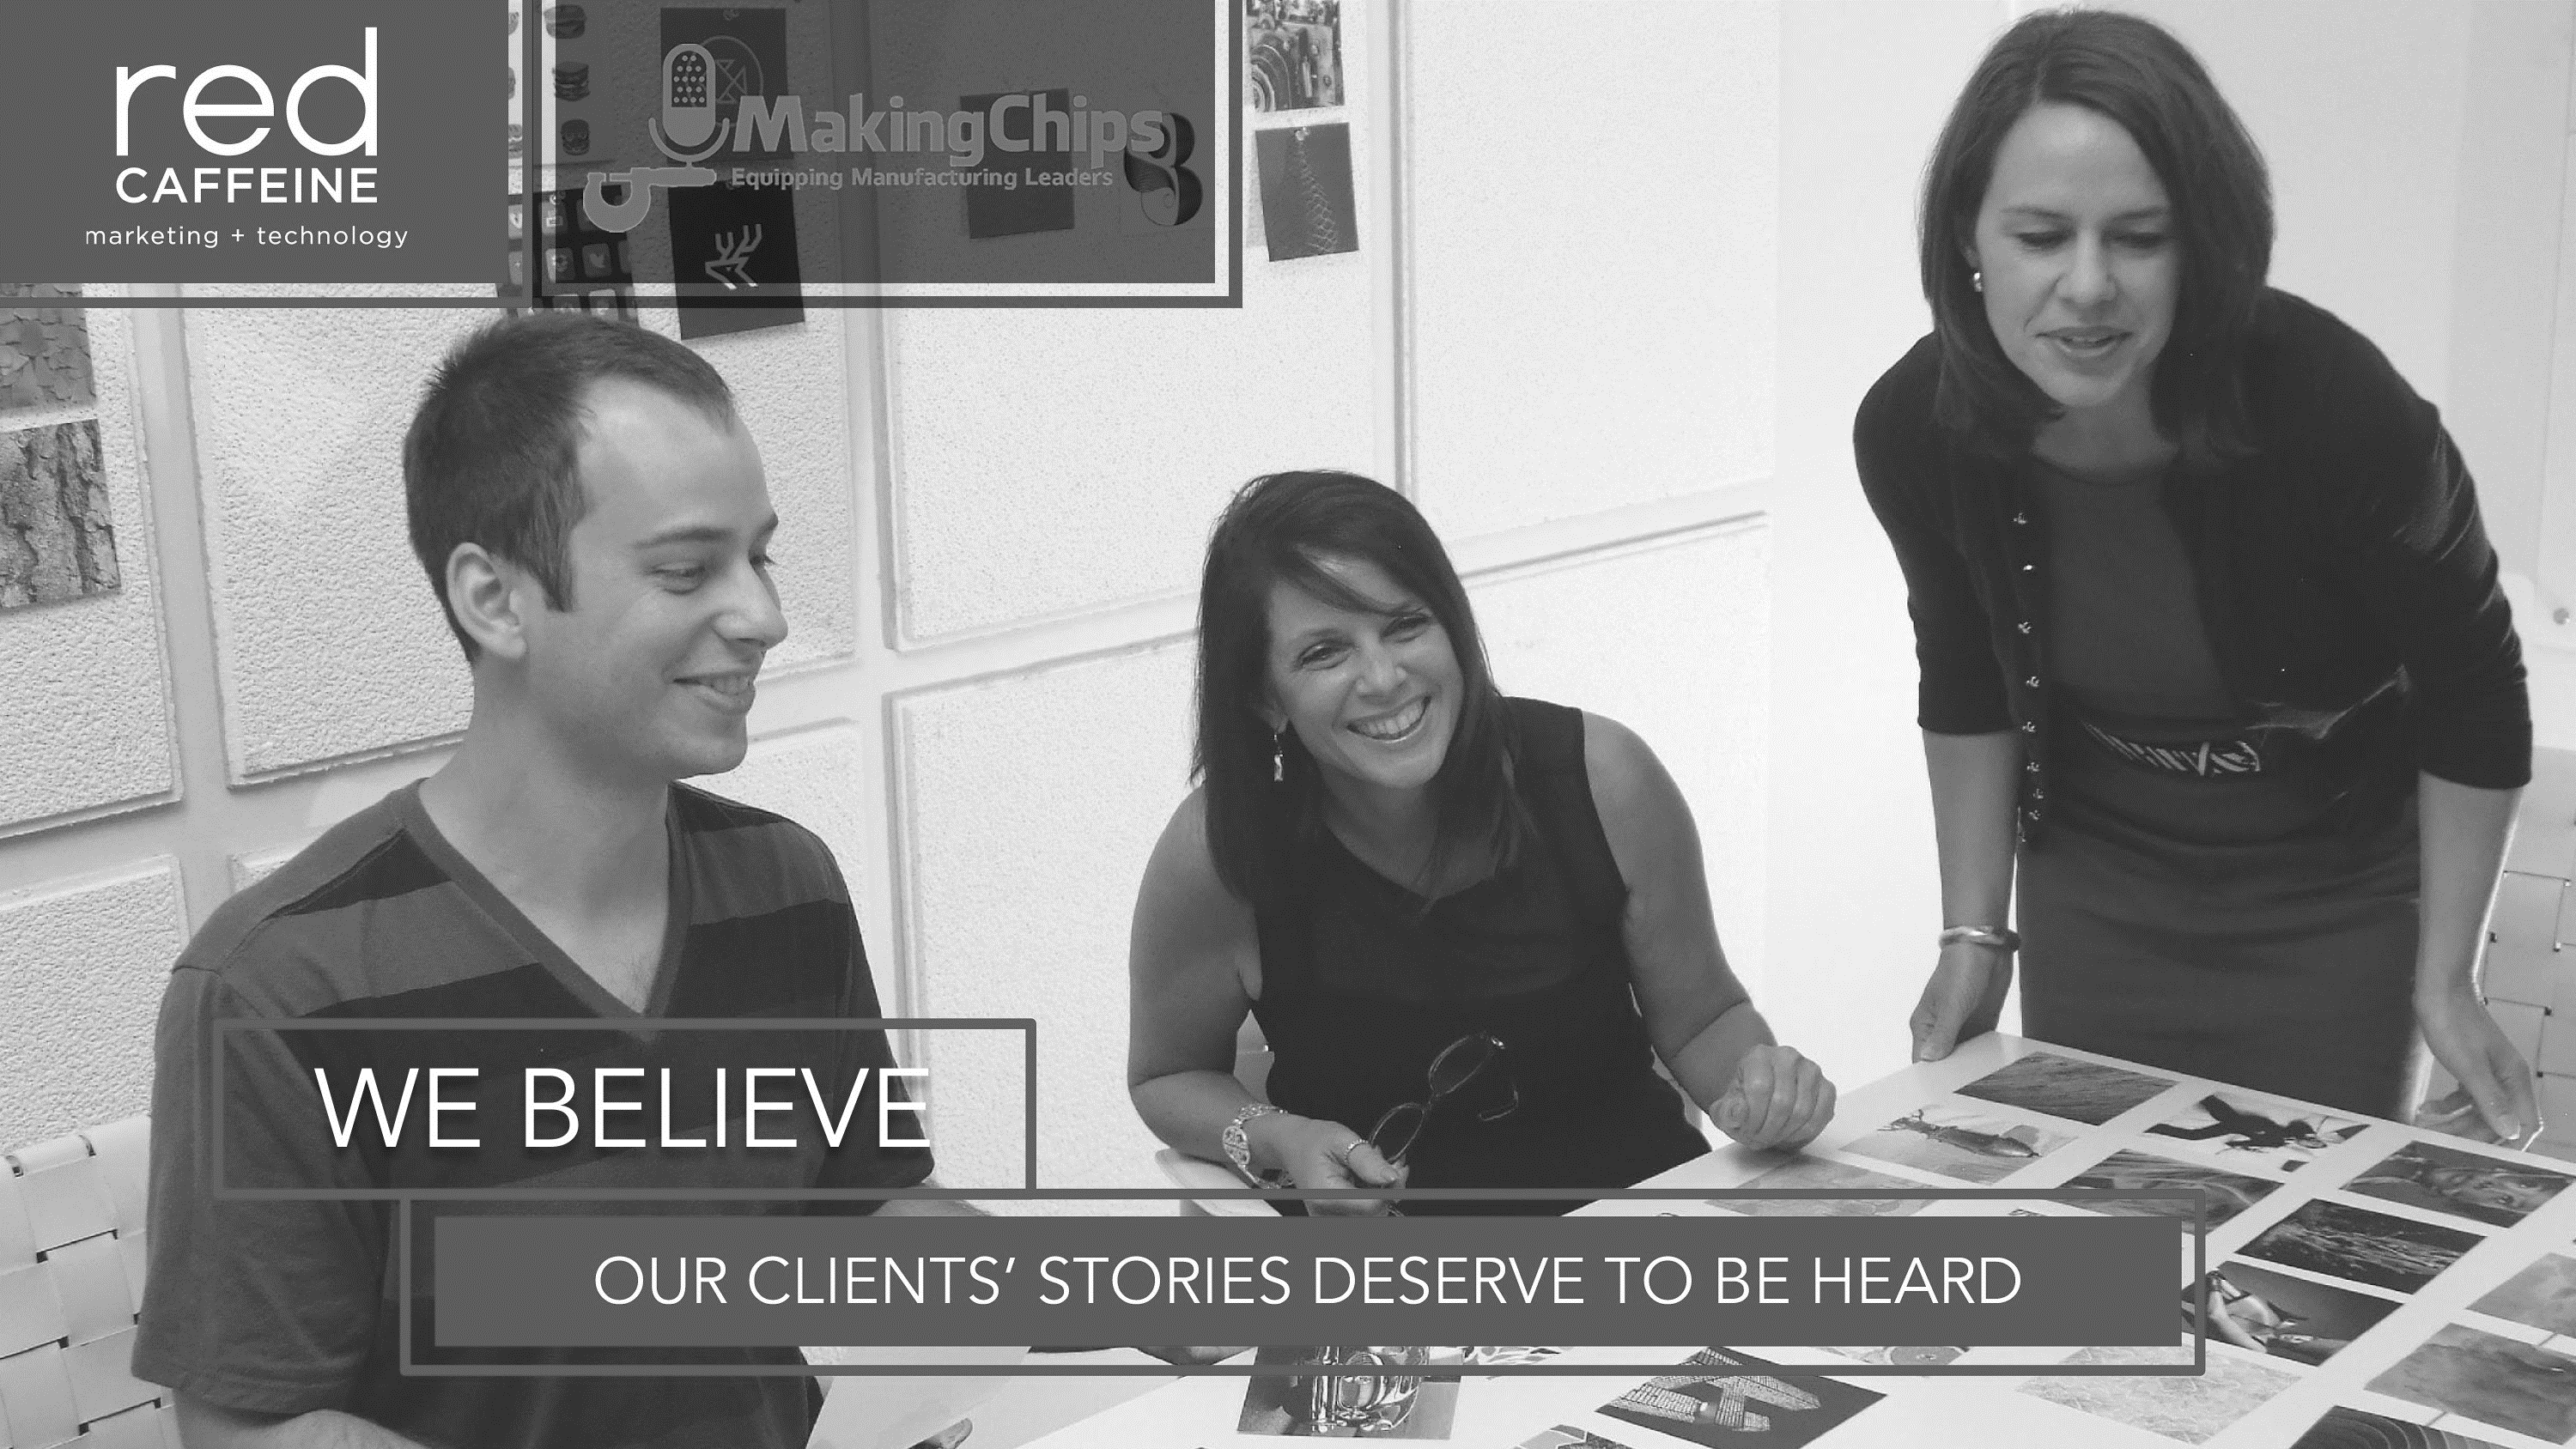 red
CAFFEINE
marketing + technology
MakingChips
Equipping Manufacturing Leaders
WE BELIEVE
OUR CLIENTS’ STORIES DESERVE TO BE HEARD